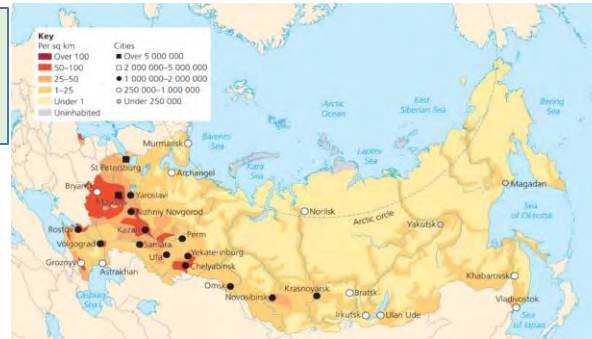 Key
Per sq km
Over 100
50–100
25–50
1–25
Under 1
Uninhabited
Cities
Over 5 000 000
2 000 000–5 000 000
1 000 000–2 000 000
250 000–1 000 000
Under 250 000
Arctic
Ocean
East
Siberian Sea
Bering
Sea
Barents
Sea
Kara
Sea
Laptev
Sea
Murmansk
St Petersburg
Archangel
Bryansk
Moscow
Yaroslavl
Nizhniy Novgorod
Norilsk
Arctic circle
Magadan
Sea
of Okhotsk
Yakutsk
Rostov
Kazan
Perm
Volgograd
Samara
Yekaterinburg
Ufa
Chelyabinsk
Groznyy
Astrakhan
Caspian
Sea
Omsk
Novosibirsk
Krasnoyarsk
Bratsk
Irkutsk
Ulan Ude
Khabarovsk
Vladivostok
Sea
of Japan